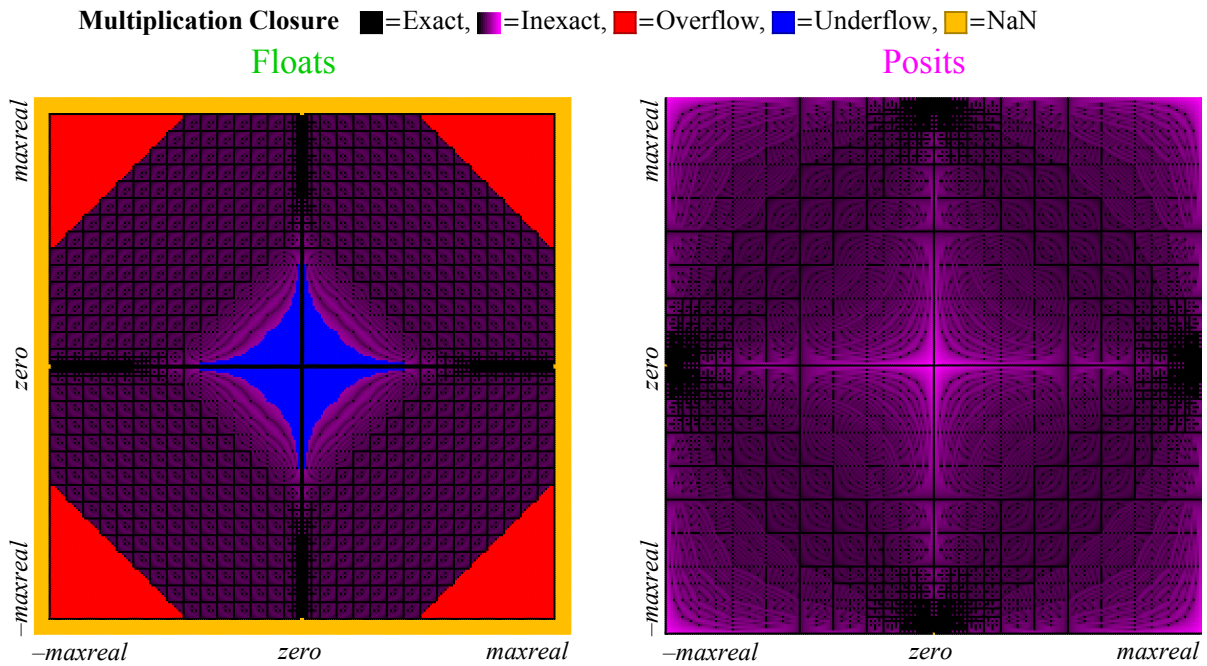 Multiplication Closure =Exact, =Inexact, =Overflow, =Underflow, =NaN
Floats Posits
maxreal maxreal
zero zero
–maxreal –maxreal
–maxreal zero maxreal –maxreal zero maxreal